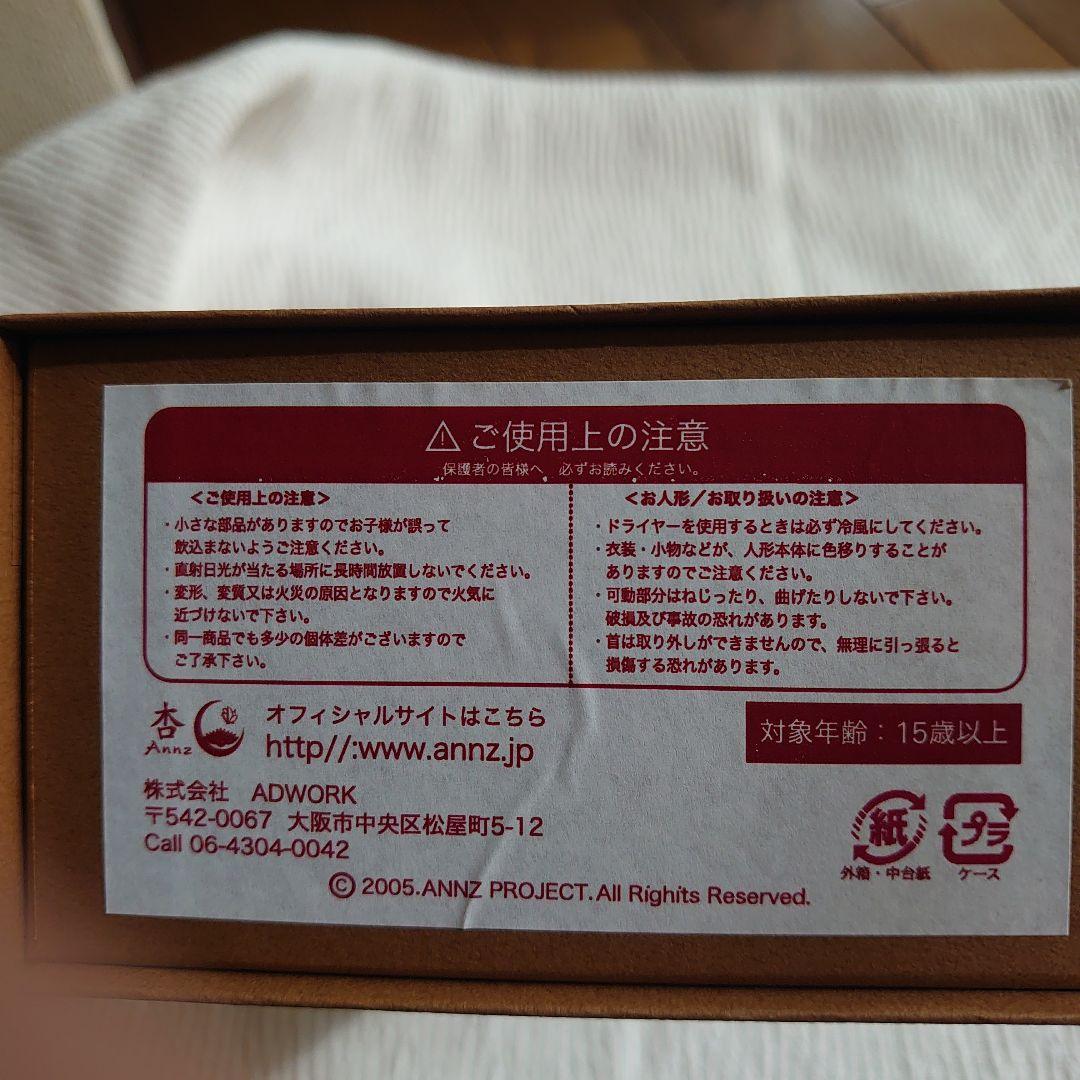 ⚠ ご使用上の注意
保護者の皆様へ 必ずお読みください。
＜ご使用上の注意＞
・小さな部品がありますのでお子様が誤って
飲込まないようご注意ください。
・直射日光が当たる場所に長時間放置しないでください。
・変形、変質又は火災の原因となりますので火気に
近づけないで下さい。
・同一商品でも多少の個体差がございますので
ご了承下さい。
＜お人形／お取り扱いの注意＞
・ドライヤーを使用するときは必ず冷風にしてください。
・衣装・小物などが、人形本体に色移りすることが
ありますのでご注意ください。
・可動部分はねじったり、曲げたりしないで下さい。
破損及び事故の恐れがあります。
・首は取り外しができませんので、無理に引っ張ると
損傷する恐れがあります。
杏
Annz
オフィシャルサイトはこちら
http//:www.annz.jp
対象年齢：15歳以上
株式会社 ADWORK
〒542-0067 大阪市中央区松屋町5-12
Call 06-4304-0042
紙
外箱・中台紙
プラ
ケース
©2005.ANNZ PROJECT.All Righits Reserved.